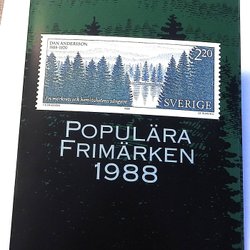 DAN ANDERSSON
1888-1920
2.20
SVERIGE
POPULÄRA
FRIMÄRKEN
1988